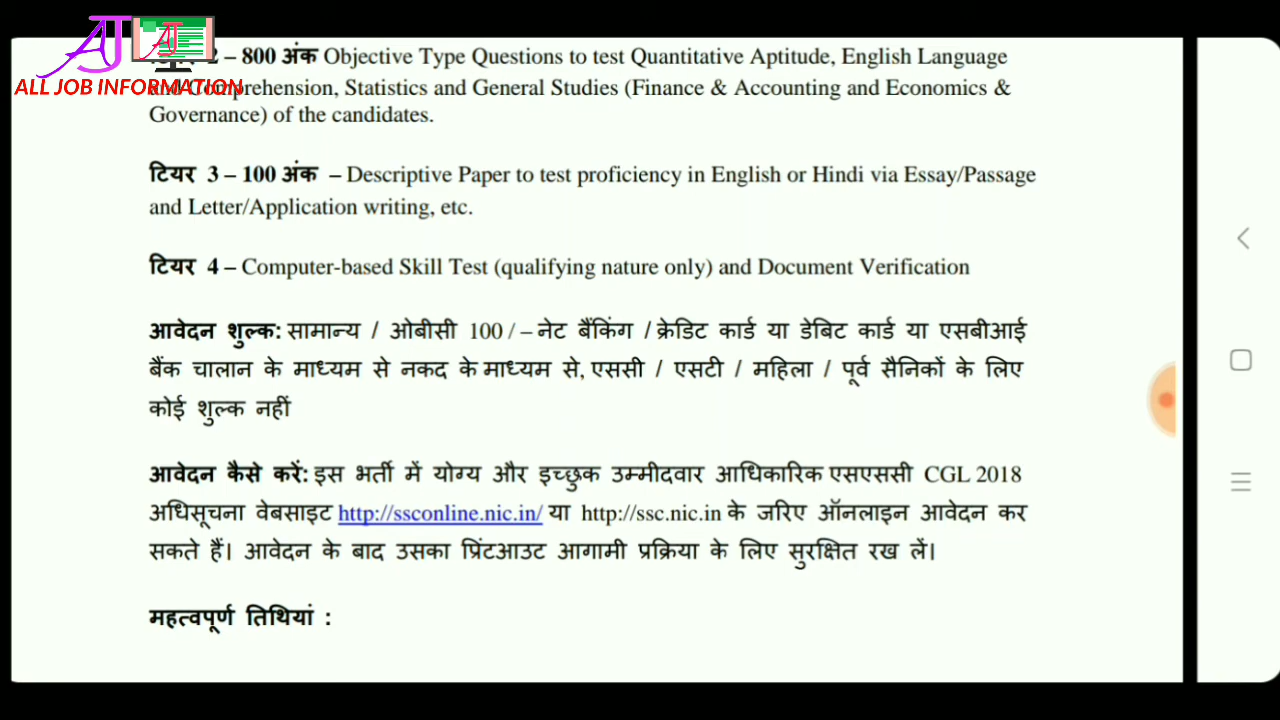 AJ
ALL JOB INFORMATION
2 – 800 अंक Objective Type Questions to test Quantitative Aptitude, English Language
and Comprehension, Statistics and General Studies (Finance & Accounting and Economics &
Governance) of the candidates.
टियर 3 – 100 अंक – Descriptive Paper to test proficiency in English or Hindi via Essay/Passage
and Letter/Application writing, etc.
टियर 4 – Computer-based Skill Test (qualifying nature only) and Document Verification
आवेदन शुल्क: सामान्य / ओबीसी 100 / – नेट बैंकिंग / क्रेडिट कार्ड या डेबिट कार्ड या एसबीआई
बैंक चालान के माध्यम से नकद के माध्यम से, एससी / एसटी / महिला / पूर्व सैनिकों के लिए
कोई शुल्क नहीं
आवेदन कैसे करें: इस भर्ती में योग्य और इच्छुक उम्मीदवार आधिकारिक एसएससी CGL 2018
अधिसूचना वेबसाइट http://ssconline.nic.in/ या http://ssc.nic.in के जरिए ऑनलाइन आवेदन कर
सकते हैं। आवेदन के बाद उसका प्रिंटआउट आगामी प्रक्रिया के लिए सुरक्षित रख लें।
महत्वपूर्ण तिथियां :